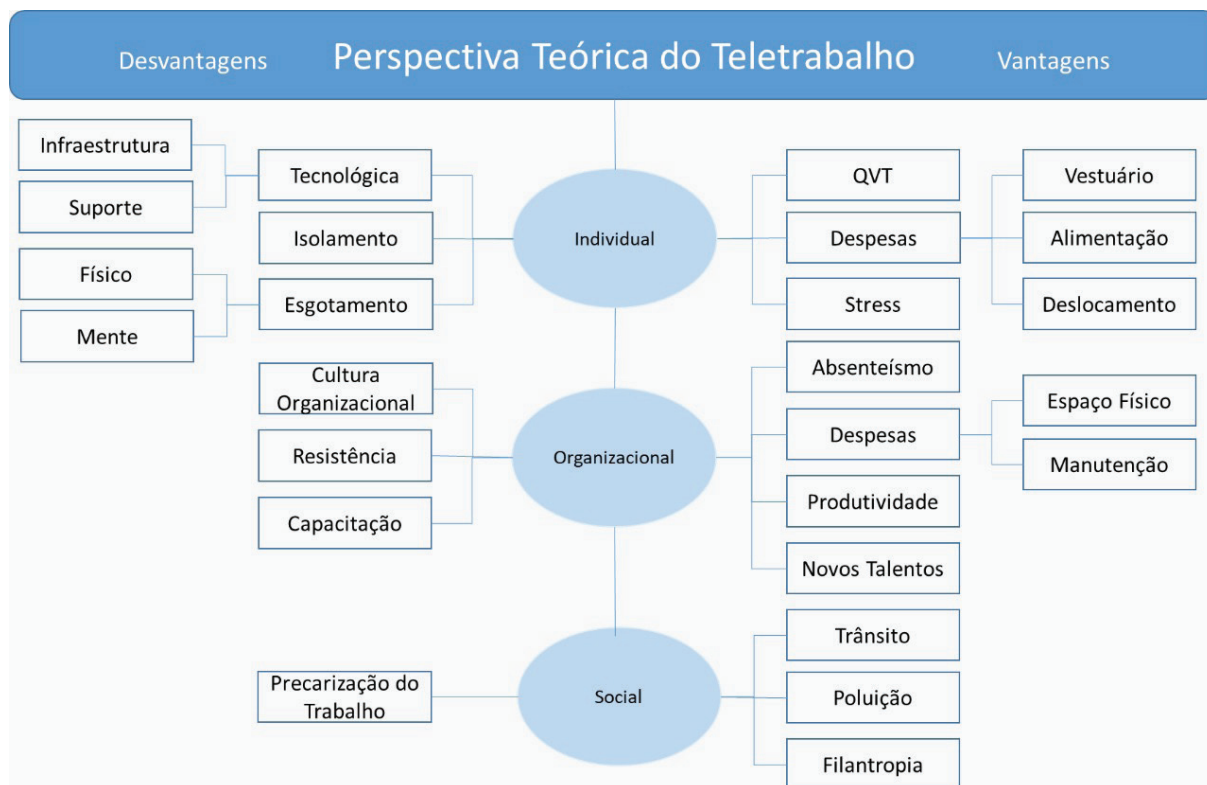 Desvantagens Perspectiva Teórica do Teletrabalho Vantagens
Infraestrutura
Suporte
Físico
Mente
Tecnológica
Isolamento
Esgotamento
Individual
QVT
Despesas
Stress
Vestuário
Alimentação
Deslocamento
Cultura
Organizacional
Resistência
Capacitação
Organizacional
Absenteísmo
Despesas
Produtividade
Novos Talentos
Espaço Físico
Manutenção
Precarização do
Trabalho
Social
Trânsito
Poluição
Filantropia